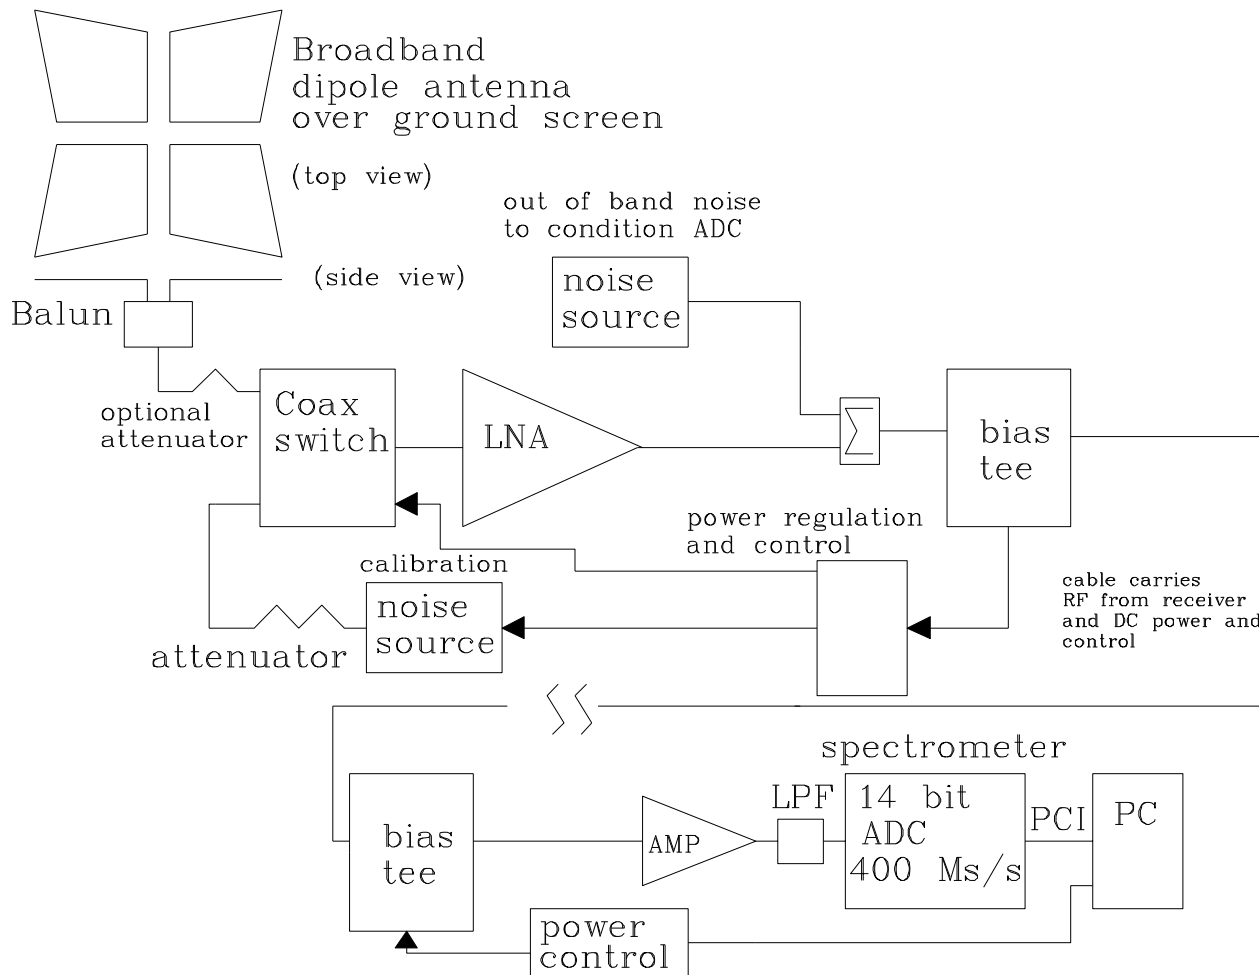 Broadband
dipole antenna
over ground screen
(top view)
out of band noise
to condition ADC
(side view)
noise
source
Balun
optional
attenuator
Coax
switch
LNA
Σ
bias
tee
power regulation
and control
calibration
noise
source
attenuator
cable carries
RF from receiver
and DC power and
control
spectrometer
bias
tee
AMP
LPF
14 bit
ADC
400 Ms/s
PCI
PC
power
control